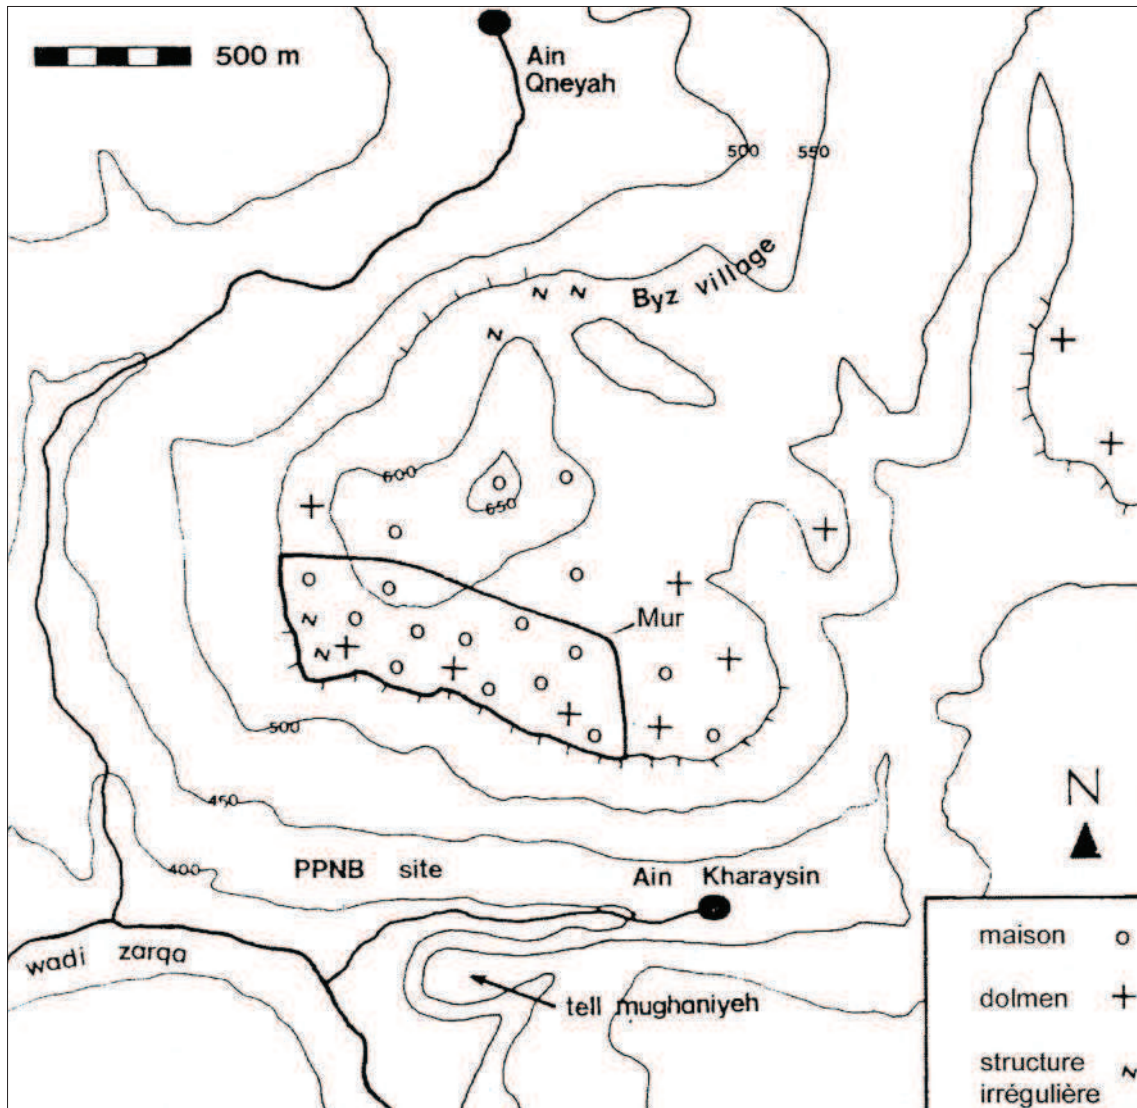 500 m
Ain
Qneyah
500
550
Byz village
600
650
Mur
500
450
400
PPNB site
Ain Kharaysin
wadi zarqa
tell mughaniyeh
N
maison
dolmen
structure
irrégulière